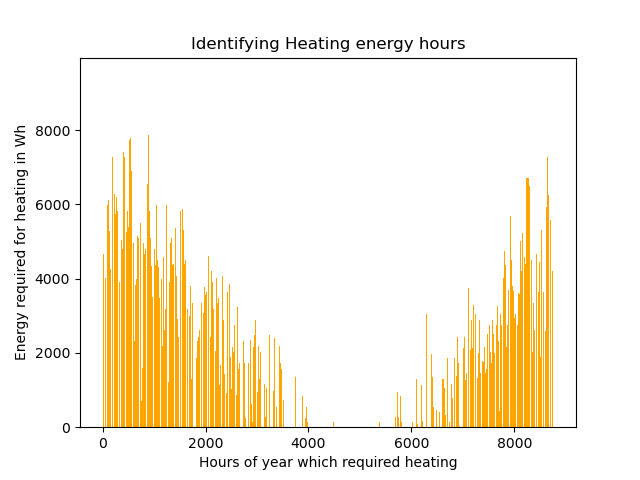 Identifying Heating energy hours
Energy required for heating in Wh
8000
6000
4000
2000
0
0 2000 4000 6000 8000
Hours of year which required heating